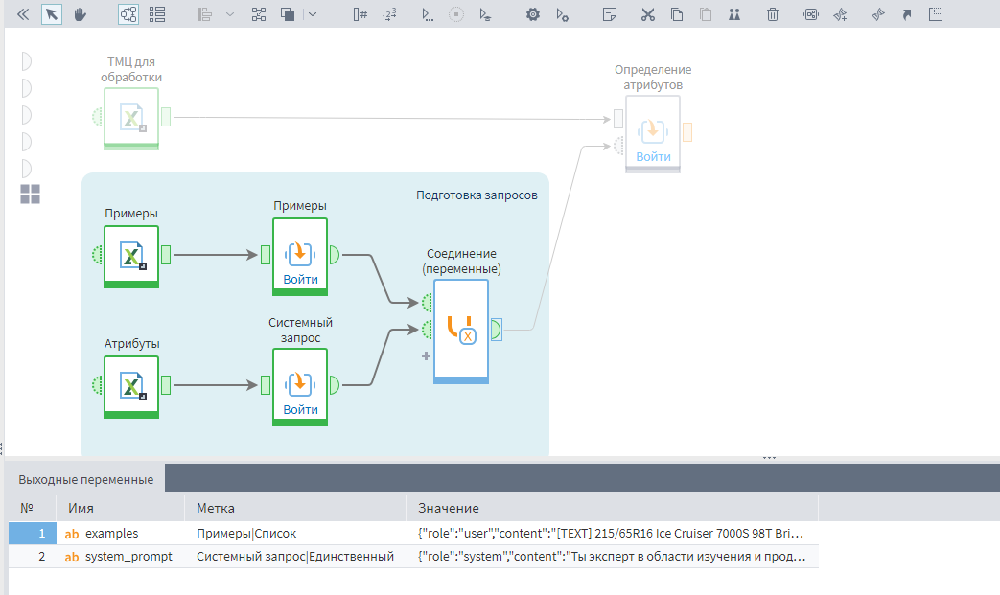 ТМЦ для
обработки
Определение
атрибутов
Войти
Подготовка запросов
Примеры
Примеры
Войти
Соединение
(переменные)
Системный
запрос
Атрибуты
Войти
Выходные переменные
№ Имя Метка Значение
1 ab examples Примеры|Список {"role":"user","content":"[TEXT] 215/65R16 Ice Cruiser 7000S 98T Bri...
2 ab system_prompt Системный запрос|Единственный {"role":"system","content":"Ты эксперт в области изучения и прод...